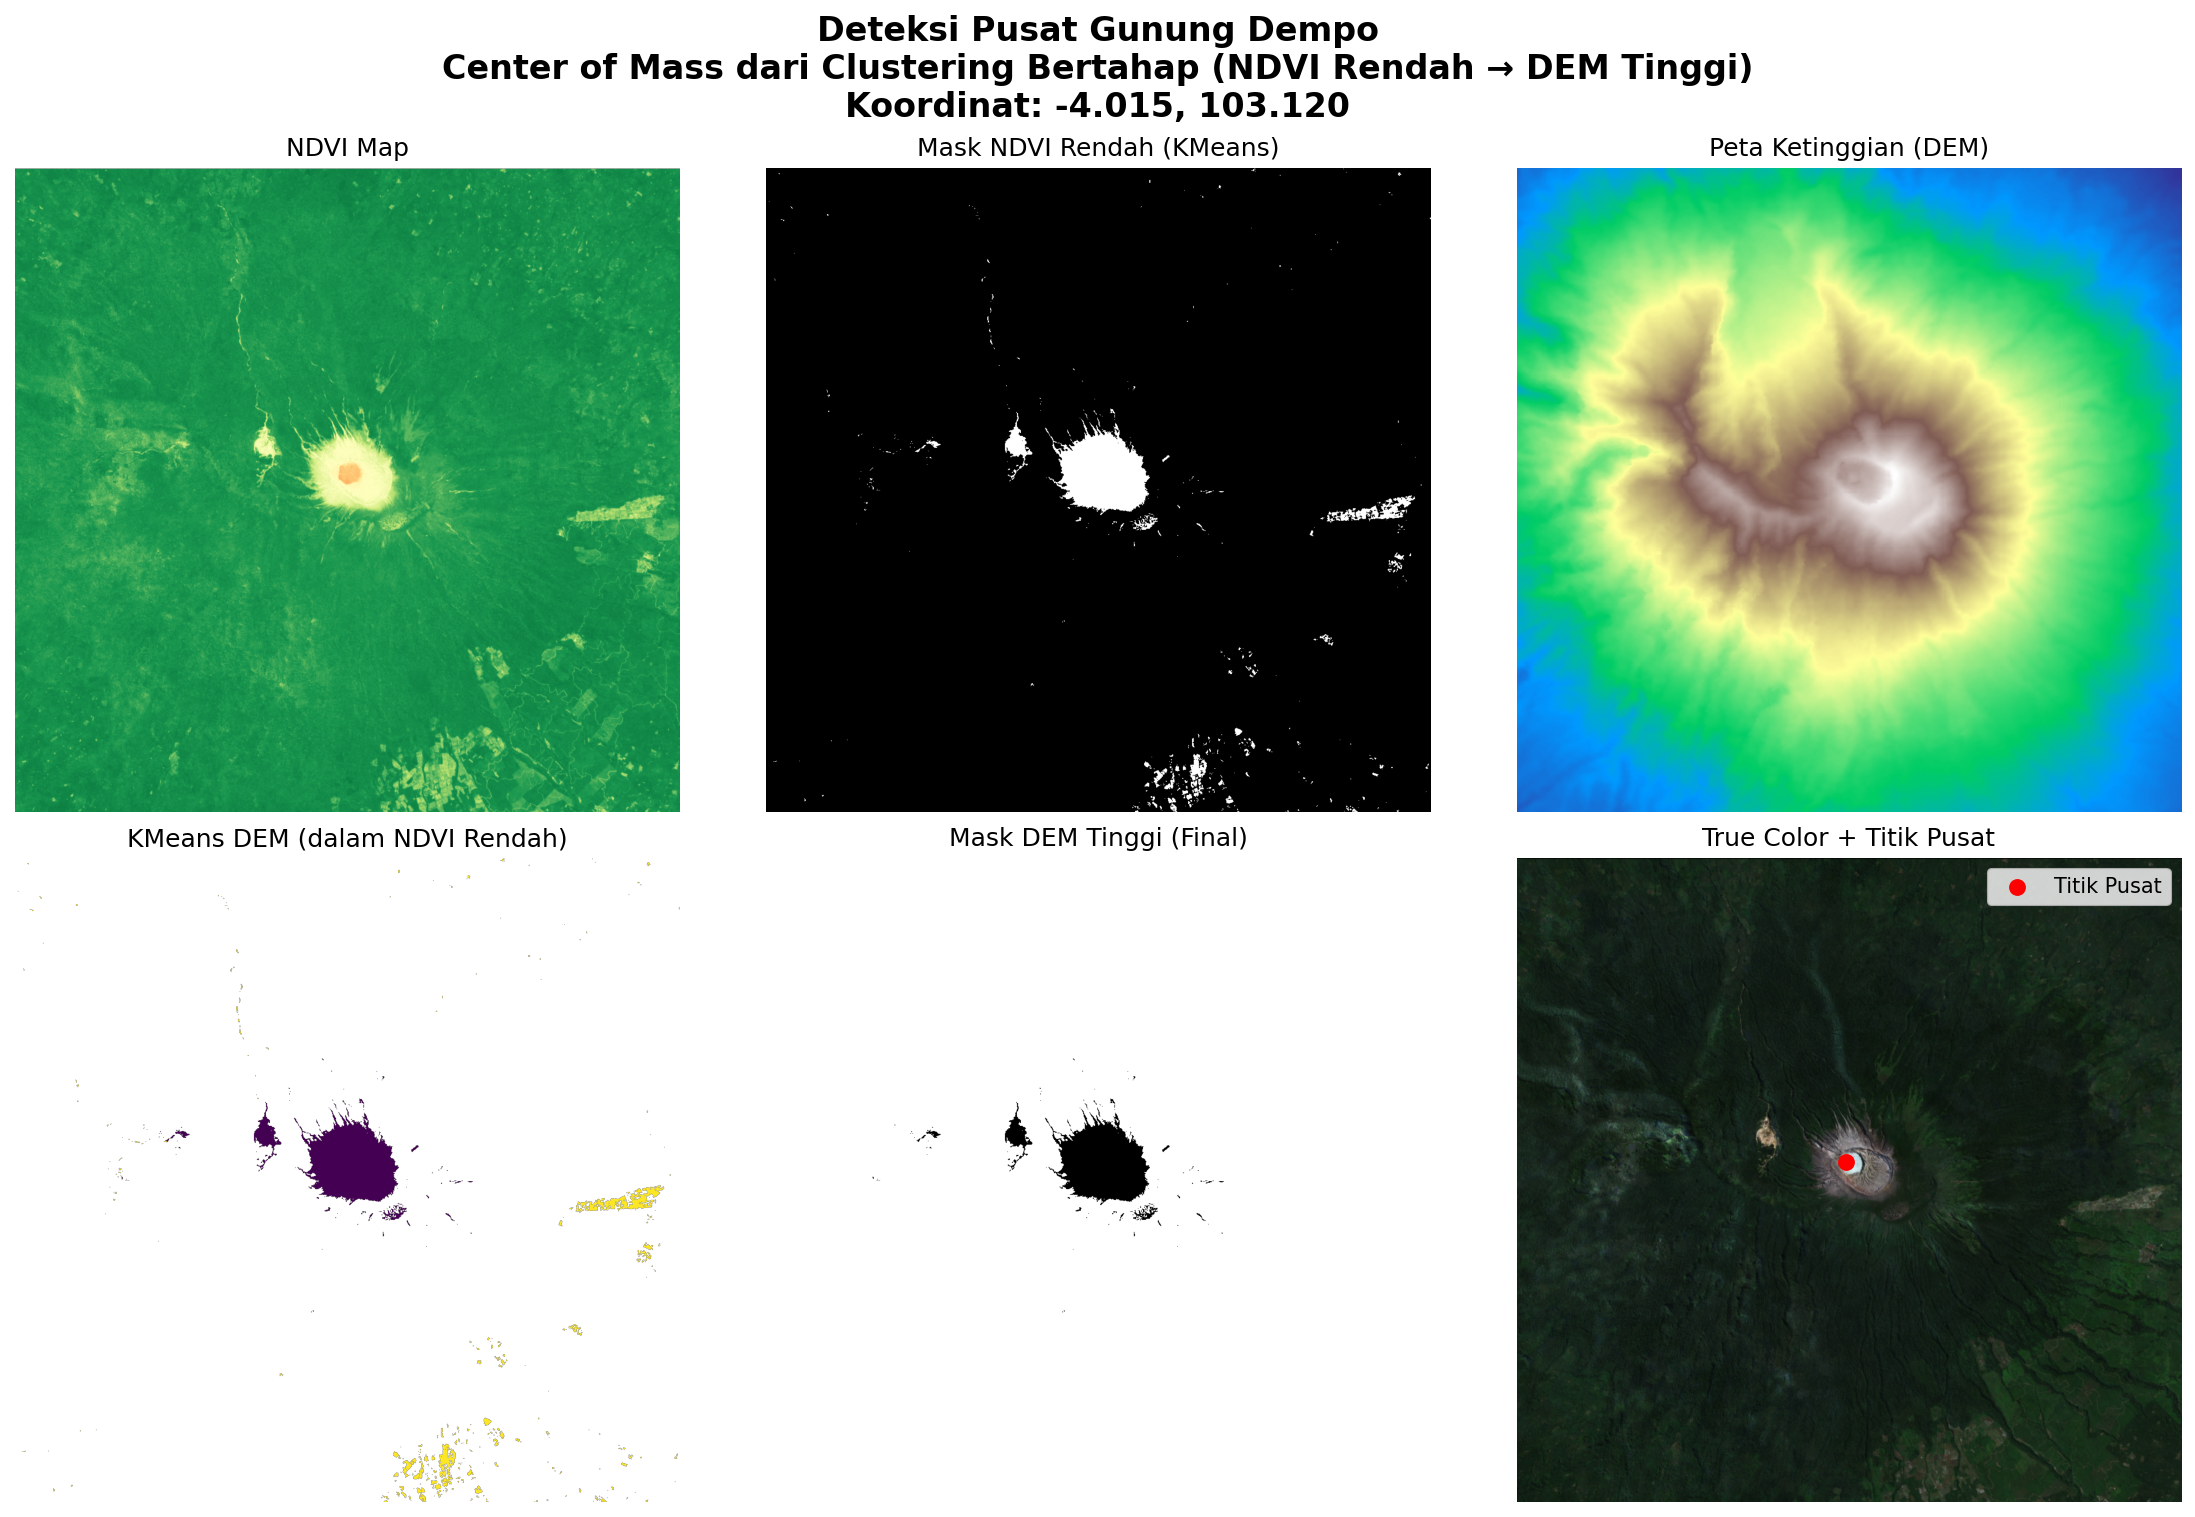 Deteksi Pusat Gunung Dempo
Center of Mass dari Clustering Bertahap (NDVI Rendah → DEM Tinggi)
Koordinat: -4.015, 103.120
NDVI Map
Mask NDVI Rendah (KMeans)
Peta Ketinggian (DEM)
KMeans DEM (dalam NDVI Rendah)
Mask DEM Tinggi (Final)
True Color + Titik Pusat
Titik Pusat